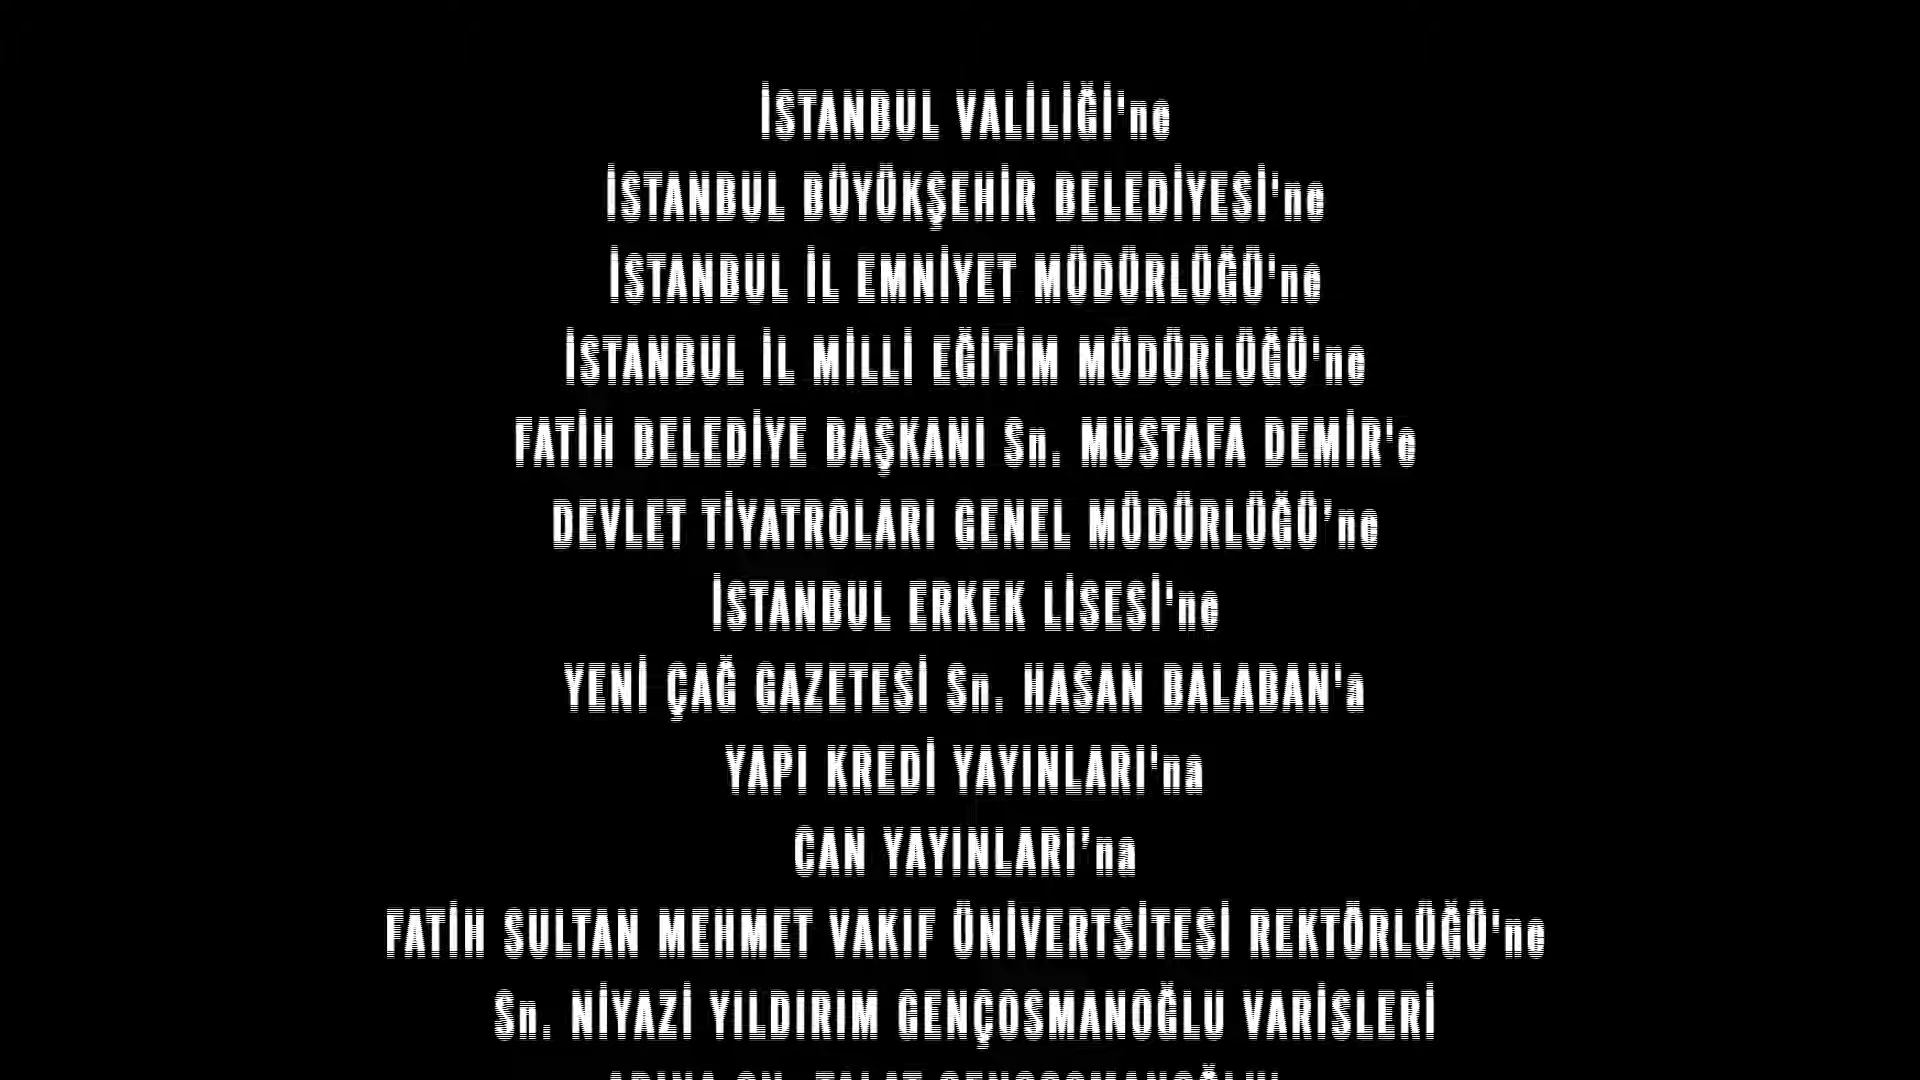 İSTANBUL VALİLİĞİ'ne
İSTANBUL BÜYÜKŞEHİR BELEDİYESİ'ne
İSTANBUL İL EMNİYET MÜDÜRLÜĞÜ'ne
İSTANBUL İL MİLLİ EĞİTİM MÜDÜRLÜĞÜ'ne
FATİH BELEDİYE BAŞKANI Sn. MUSTAFA DEMİR'e
DEVLET TİYATROLARI GENEL MÜDÜRLÜĞÜ'ne
İSTANBUL ERKEK LİSESİ'ne
YENİ ÇAĞ GAZETESİ Sn. HASAN BALABAN'a
YAPI KREDİ YAYINLARI'na
CAN YAYINLARI'na
FATİH SULTAN MEHMET VAKIF ÜNİVERTSİTESİ REKTÖRLÜĞÜ'ne
Sn. NİYAZİ YILDIRIM GENÇOSMANOĞLU VARİSLERİ